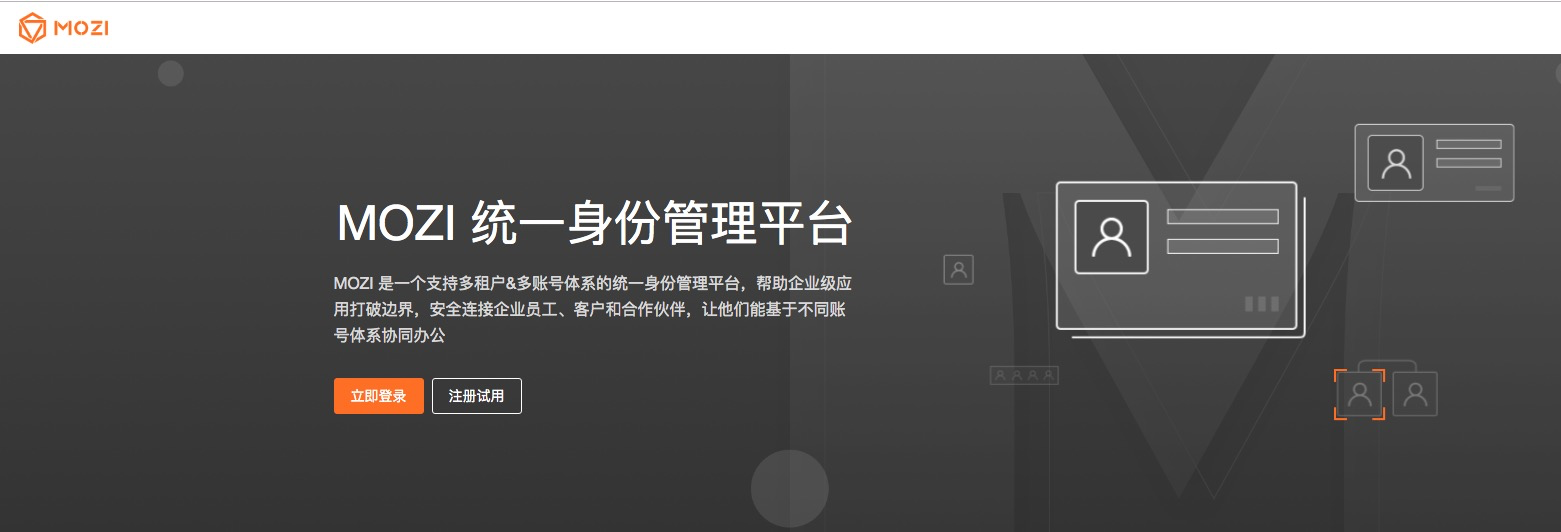 MOZI
MOZI 统一身份管理平台
MOZI 是一个支持多租户&多账号体系的统一身份管理平台，帮助企业级应
用打破边界，安全连接企业员工、客户和合作伙伴，让他们能基于不同账
号体系协同办公
立即登录
注册试用